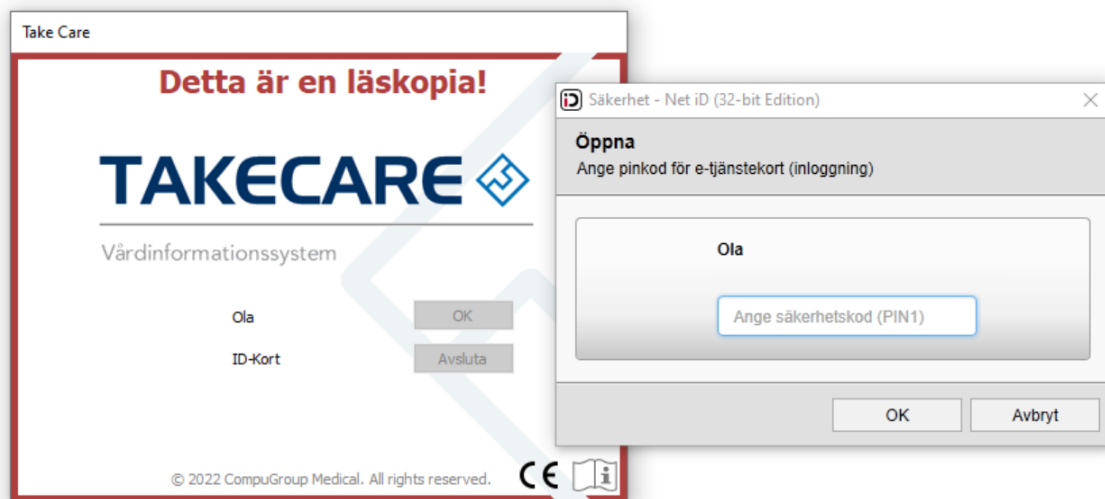 Take Care
Detta är en läskopia!
TAKECARE
Vårdinformationssystem
Ola
OK
ID-Kort
Avsluta
© 2022 CompuGroup Medical. All rights reserved.
CE
i
iD
Säkerhet - Net iD (32-bit Edition)
Öppna
Ange pinkod för e-tjänstekort (inloggning)
Ola
Ange säkerhetskod (PIN1)
OK
Avbryt